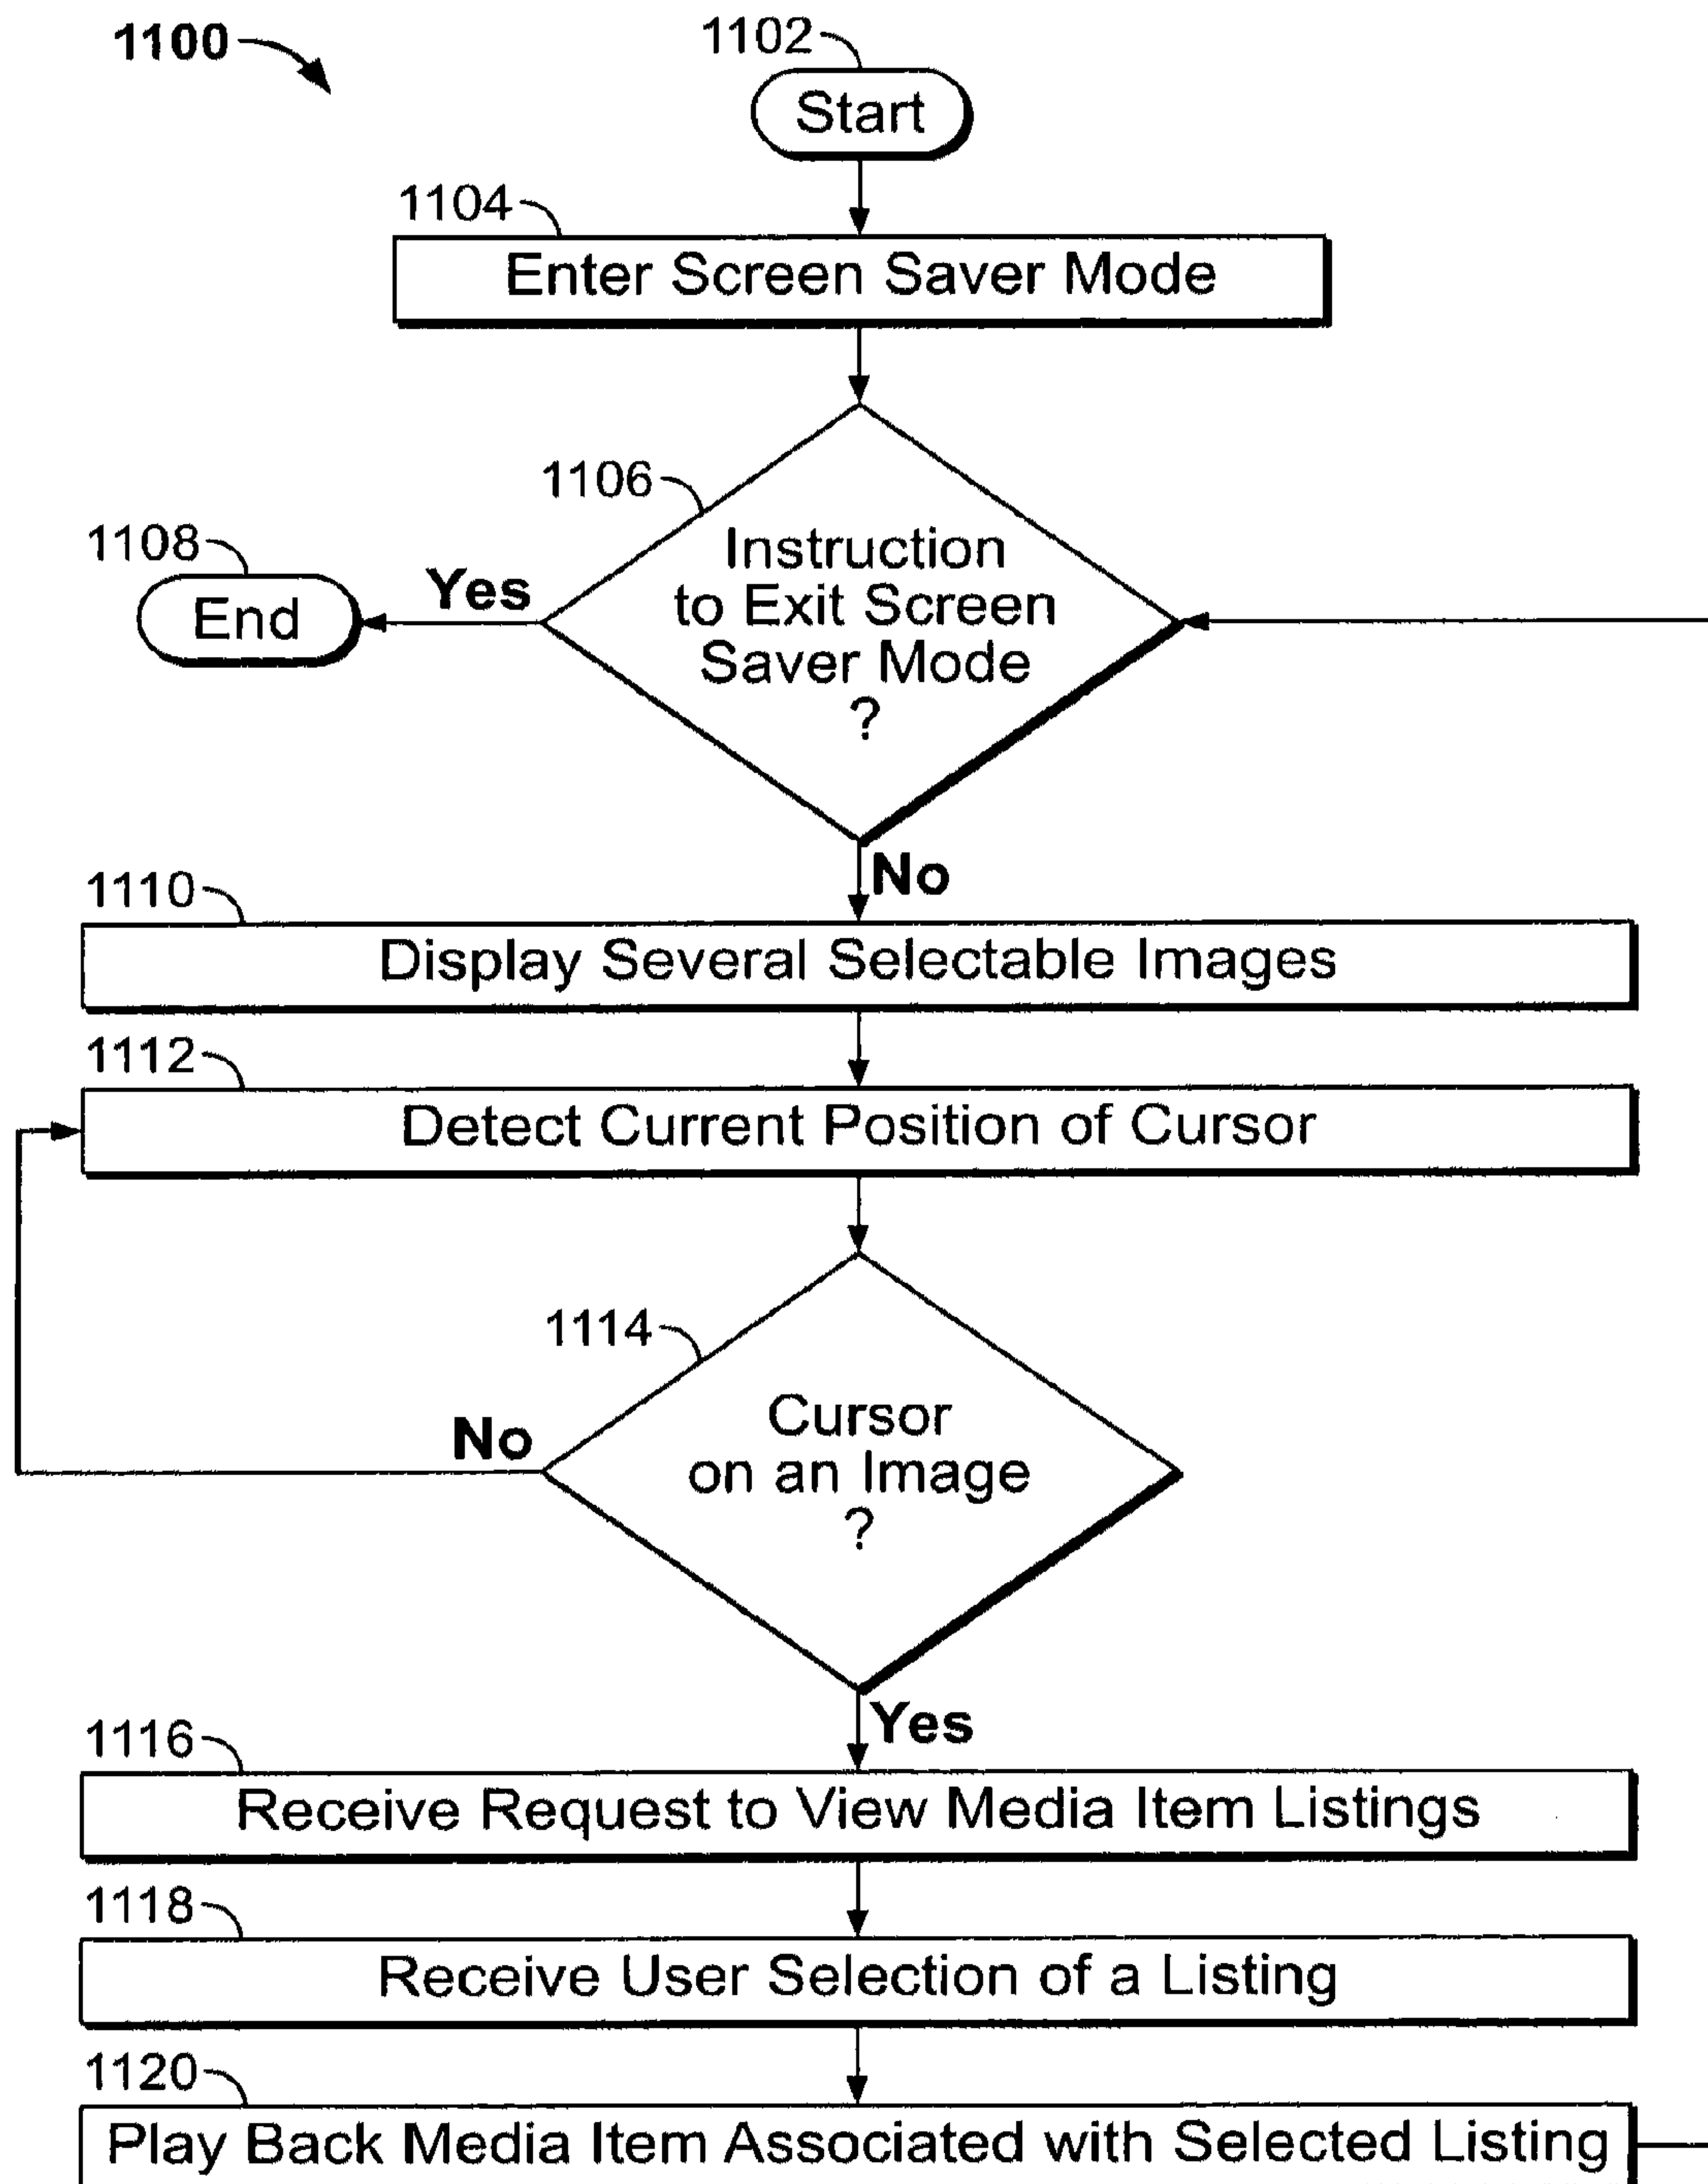 1100
1102
Start
1104
Enter Screen Saver Mode
1106
Instruction
to Exit Screen
Saver Mode
?
1108
End
Yes
No
1110
Display Several Selectable Images
1112
Detect Current Position of Cursor
1114
Cursor
on an Image
?
No
Yes
1116
Receive Request to View Media Item Listings
1118
Receive User Selection of a Listing
1120
Play Back Media Item Associated with Selected Listing